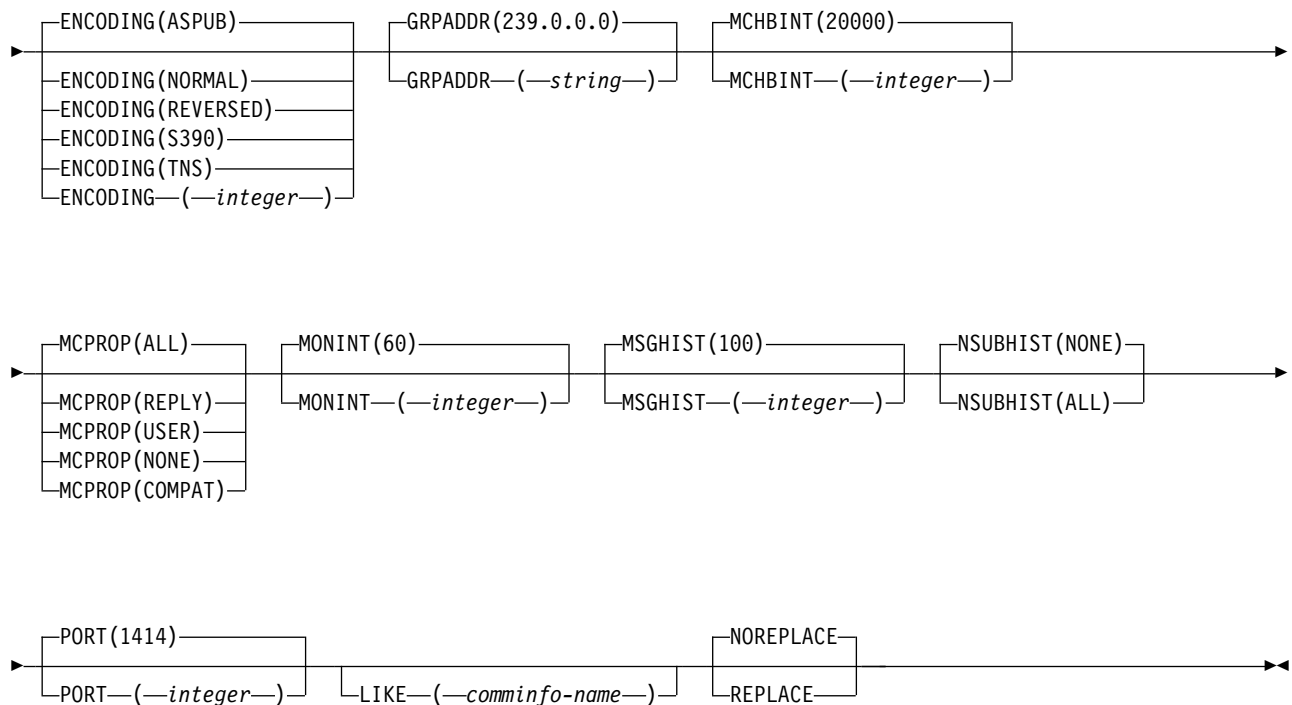 ENCODING(ASPUB) GRPADDR(239.0.0.0) MCHBINT(20000)
ENCODING(NORMAL) GRPADDR ( string ) MCHBINT ( integer )
ENCODING(REVERSED)
ENCODING(S390)
ENCODING(TNS)
ENCODING ( integer )
MCPROP(ALL) MONINT(60) MSGHIST(100) NSUBHIST(NONE)
MCPROP(REPLY) MONINT ( integer ) MSGHIST ( integer ) NSUBHIST(ALL)
MCPROP(USER)
MCPROP(NONE)
MCPROP(COMPAT)
PORT(1414) NOREPLACE
PORT ( integer ) LIKE ( comminfo-name ) REPLACE